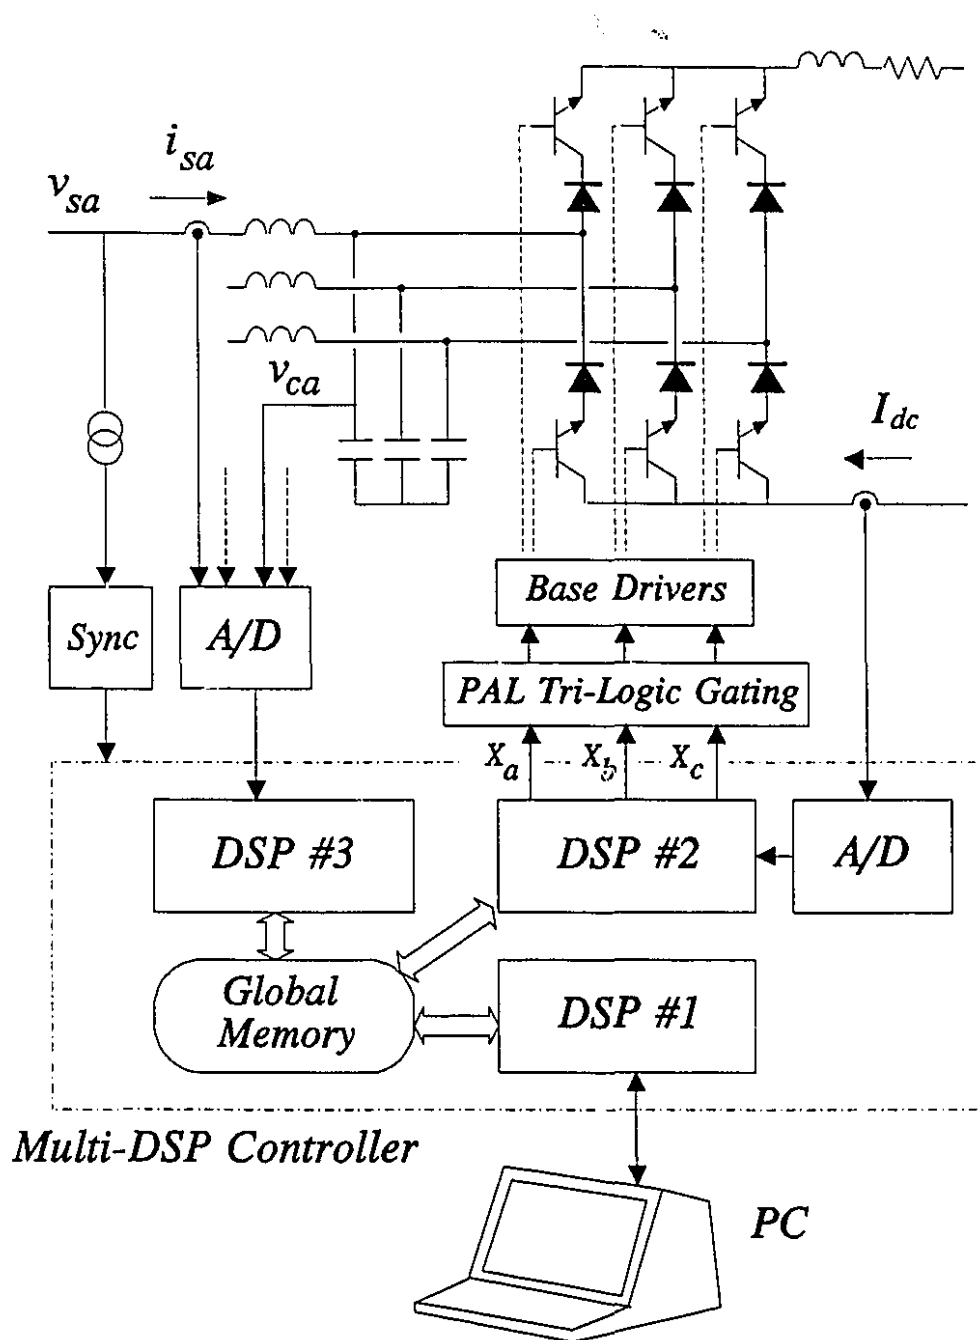 i_sa
v_sa
v_ca
I_dc
Base Drivers
Sync
A/D
PAL Tri-Logic Gating
X_a
X_b
X_c
DSP #3
DSP #2
A/D
Global
Memory
DSP #1
Multi-DSP Controller
PC